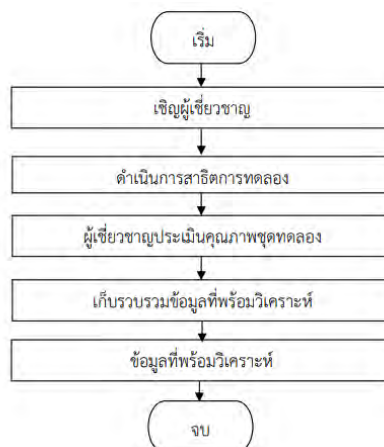 เริ่ม
เชิญผู้เชี่ยวชาญ
ดำเนินการสาธิตการทดลอง
ผู้เชี่ยวชาญประเมินคุณภาพชุดทดลอง
เก็บรวบรวมข้อมูลที่พร้อมวิเคราะห์
ข้อมูลที่พร้อมวิเคราะห์
จบ